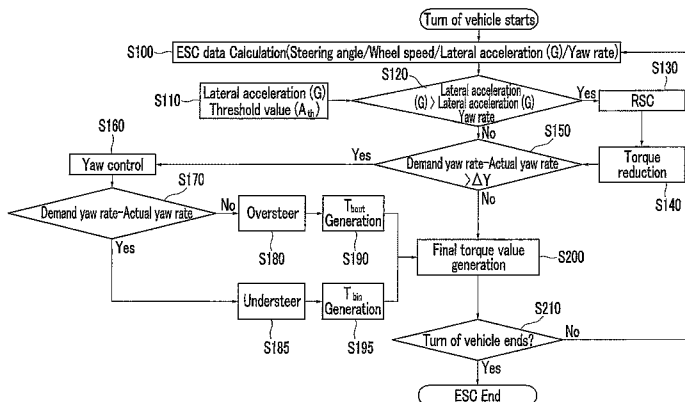 Turn of vehicle starts
S100
ESC data Calculation(Steering angle/Wheel speed/Lateral acceleration (G)/Yaw rate)
S110
Lateral acceleration (G)
Threshold value (Ath)
S120
Lateral acceleration
(G) > Lateral acceleration (G)
Yaw rate
Yes
S130
RSC
No
S150
Demand yaw rate-Actual yaw rate
>ΔY
Torque
reduction
S140
Yes
S160
Yaw control
S170
Demand yaw rate-Actual yaw rate
No
Oversteer
S180
Tbout
Generation
S190
No
Final torque value
generation
S200
Yes
Understeer
S185
Tbin
Generation
S195
S210
Turn of vehicle ends?
No
Yes
ESC End